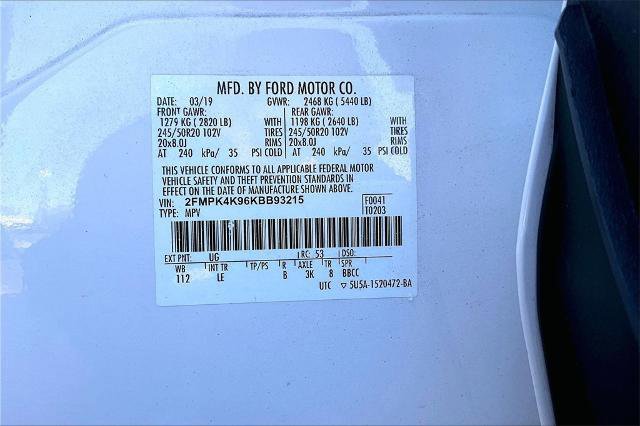 MFD. BY FORD MOTOR CO.
DATE: 03/19 GVWR: 2468 KG ( 5440 LB)
FRONT GAWR: REAR GAWR:
1279 KG ( 2820 LB) WITH 1198 KG ( 2640 LB) WITH
245/50R20 102V TIRES 245/50R20 102V TIRES
20x8.0J RIMS 20x8.0J RIMS
AT 240 kPa/ 35 PSI COLD AT 240 kPa/ 35 PSI COLD
THIS VEHICLE CONFORMS TO ALL APPLICABLE FEDERAL MOTOR
VEHICLE SAFETY AND THEFT PREVENTION STANDARDS IN
EFFECT ON THE DATE OF MANUFACTURE SHOWN ABOVE.
VIN: 2FMPK4K96KBB93215 F0041
TYPE: MPV T0203
EXT PNT: UG RC: 53 DSO:
WB INT TR TP/PS R AXLE TR SPR
112 LE B 3K 8 BBCC
UTC ▽ 5U5A-1520472-BA